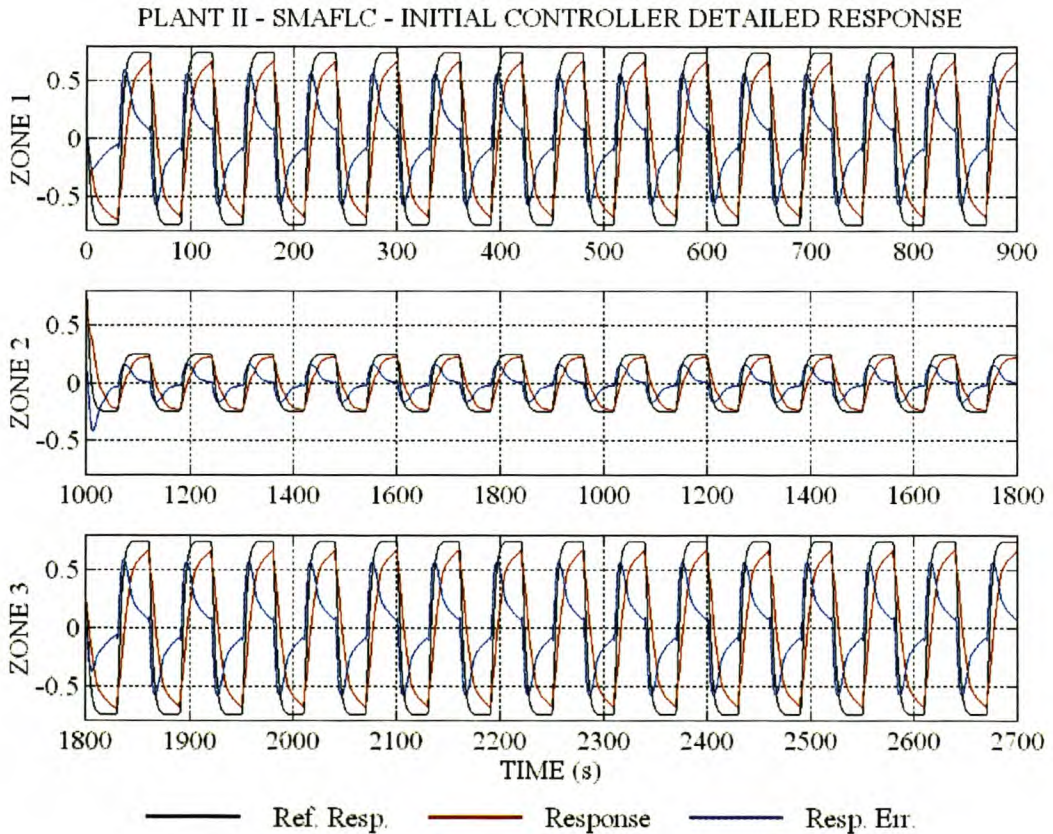 PLANT II - SMAFLC - INITIAL CONTROLLER DETAILED RESPONSE
ZONE 1
0.5
0
-0.5
0 100 200 300 400 500 600 700 800 900
ZONE 2
0.5
0
-0.5
1000 1200 1400 1600 1800 1000 1200 1400 1600 1800
ZONE 3
0.5
0
-0.5
1800 1900 2000 2100 2200 2300 2400 2500 2600 2700
TIME (s)
Ref. Resp. Response Resp. Err.